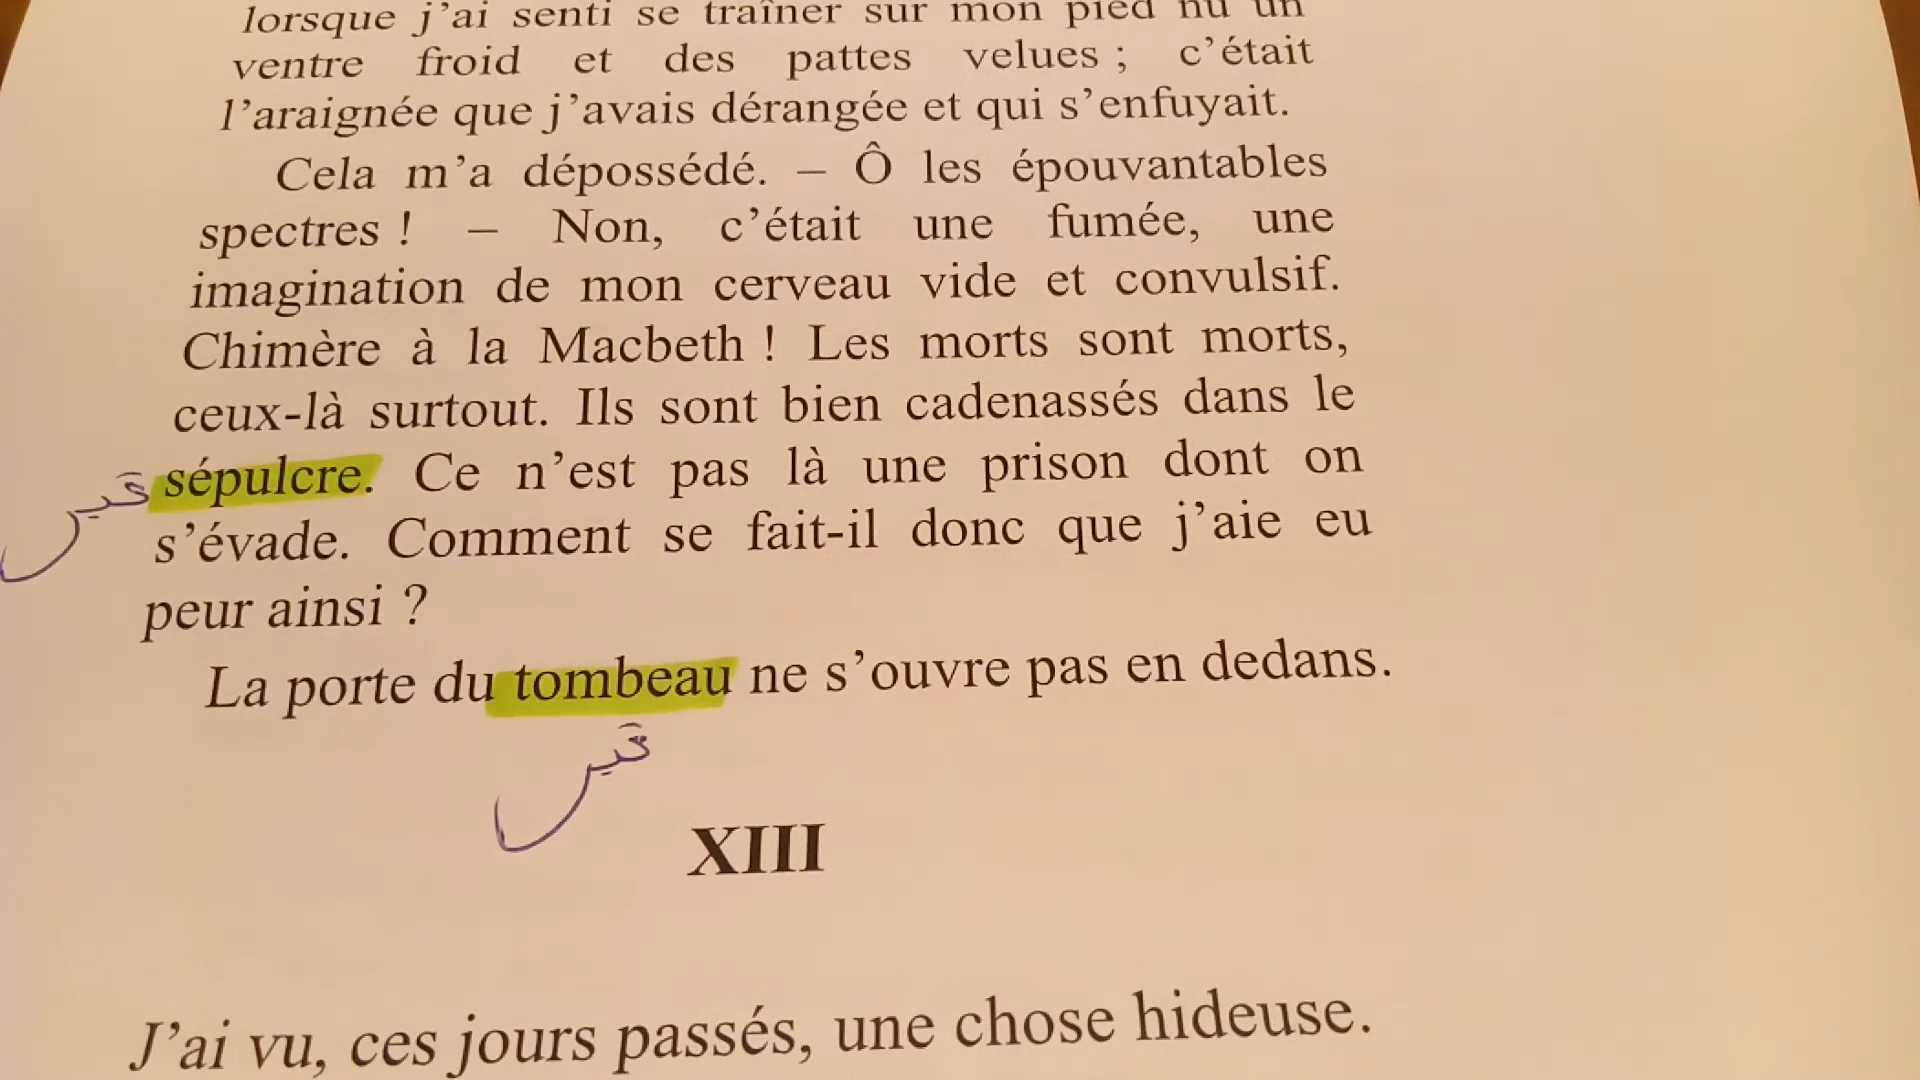 lorsque j'ai senti se traîner sur mon pied nu un
ventre froid et des pattes velues ; c'était
l'araignée que j'avais dérangée et qui s'enfuyait.
Cela m'a dépossédé. – Ô les épouvantables
spectres ! – Non, c'était une fumée, une
imagination de mon cerveau vide et convulsif.
Chimère à la Macbeth ! Les morts sont morts,
ceux-là surtout. Ils sont bien cadenassés dans le
قبر sépulcre. Ce n'est pas là une prison dont on
s'évade. Comment se fait-il donc que j'aie eu
peur ainsi ?
La porte du tombeau ne s'ouvre pas en dedans.
قبر
XIII
J'ai vu, ces jours passés, une chose hideuse.